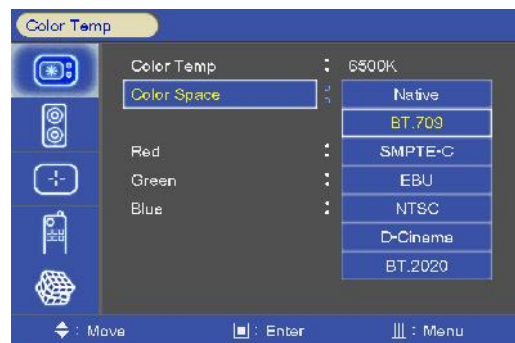 Color Temp
Color Temp : 6500K
Color Space : Native
BT.709
Red : SMPTE-C
Green : EBU
Blue : NTSC
D-Cinema
BT.2020
: Move : Enter : Menu